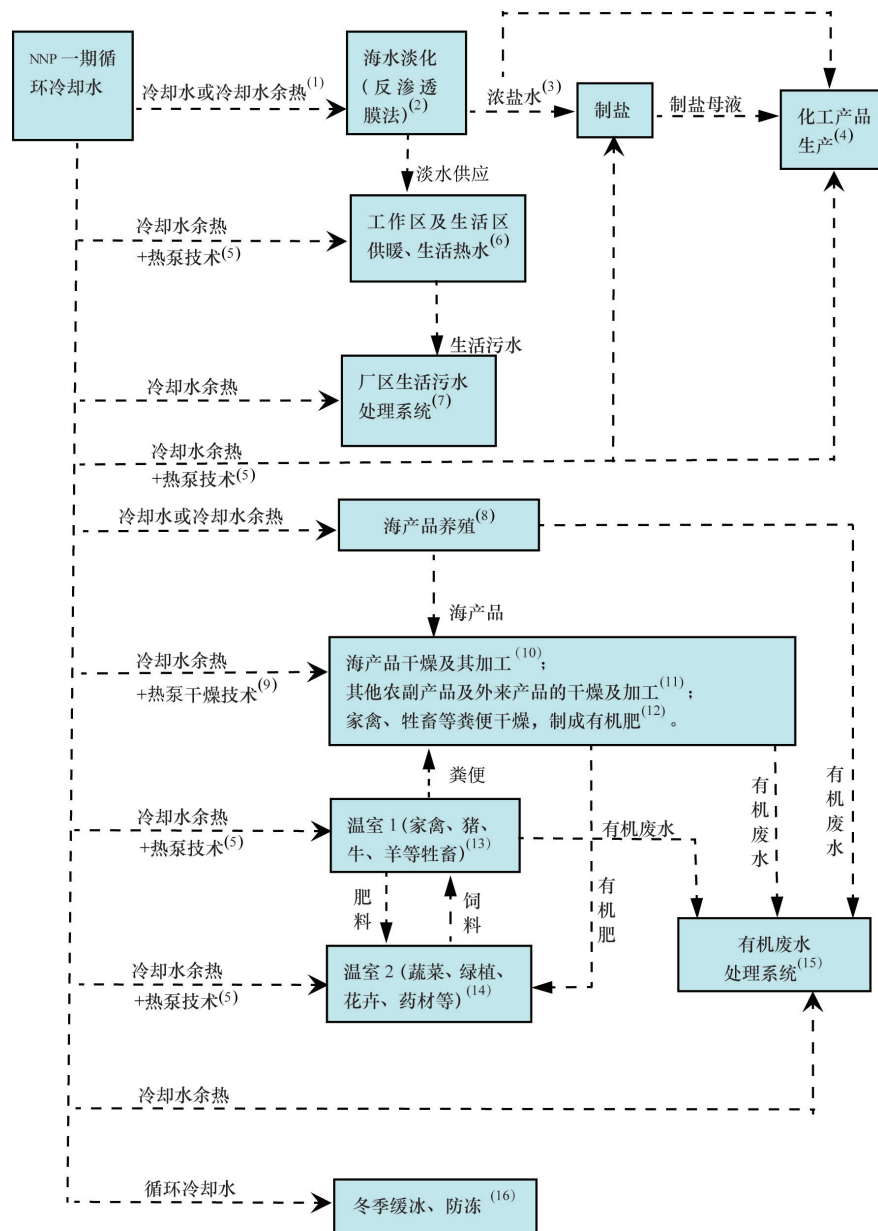 NNP 一期循
环冷却水
冷却水或冷却水余热(1)
海水淡化
(反渗透
膜法)(2)
浓盐水(3)
制盐
制盐母液
化工产品
生产(4)
淡水供应
冷却水余热
+热泵技术(5)
工作区及生活区
供暖、生活热水(6)
生活污水
冷却水余热
厂区生活污水
处理系统(7)
冷却水余热
+热泵技术(5)
冷却水或冷却水余热
海产品养殖(8)
海产品
冷却水余热
+热泵干燥技术(9)
海产品干燥及其加工(10);
其他农副产品及外来产品的干燥及加工(11);
家禽、牲畜等粪便干燥，制成有机肥(12)。
粪便
有机废水
有机废水
冷却水余热
+热泵技术(5)
温室 1 (家禽、猪、
牛、羊等牲畜)(13)
有机废水
肥料
饲料
有机肥
冷却水余热
+热泵技术(5)
温室 2 (蔬菜、绿植、
花卉、药材等)(14)
有机废水
处理系统(15)
冷却水余热
循环冷却水
冬季缓冰、防冻 (16)